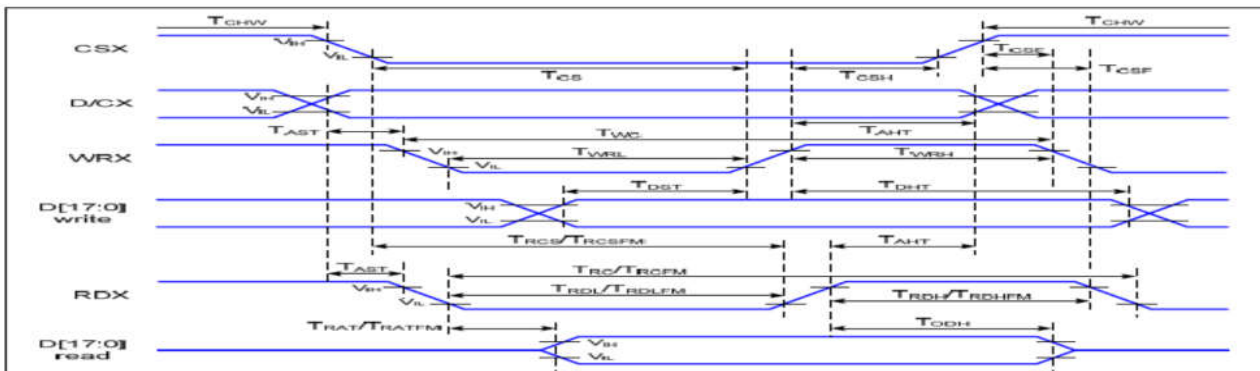 TCHW TCHW
CSX VIH TCSF
VIL TCS TCSH TCSF
D/CX VIH
VIL
TAST TWC TAHT
WRX VIH VIL TWRL TWRH
TDST TDHT
D[17:0] VIH
write VIL
TRCS/TRCSFM TAHT
TAST TRC/TRCFM
RDX VIH
VIL TRDL/TRDLFM TRDH/TRDHFM
TRAT/TRATFM TODH
D[17:0] VIH
read VIL